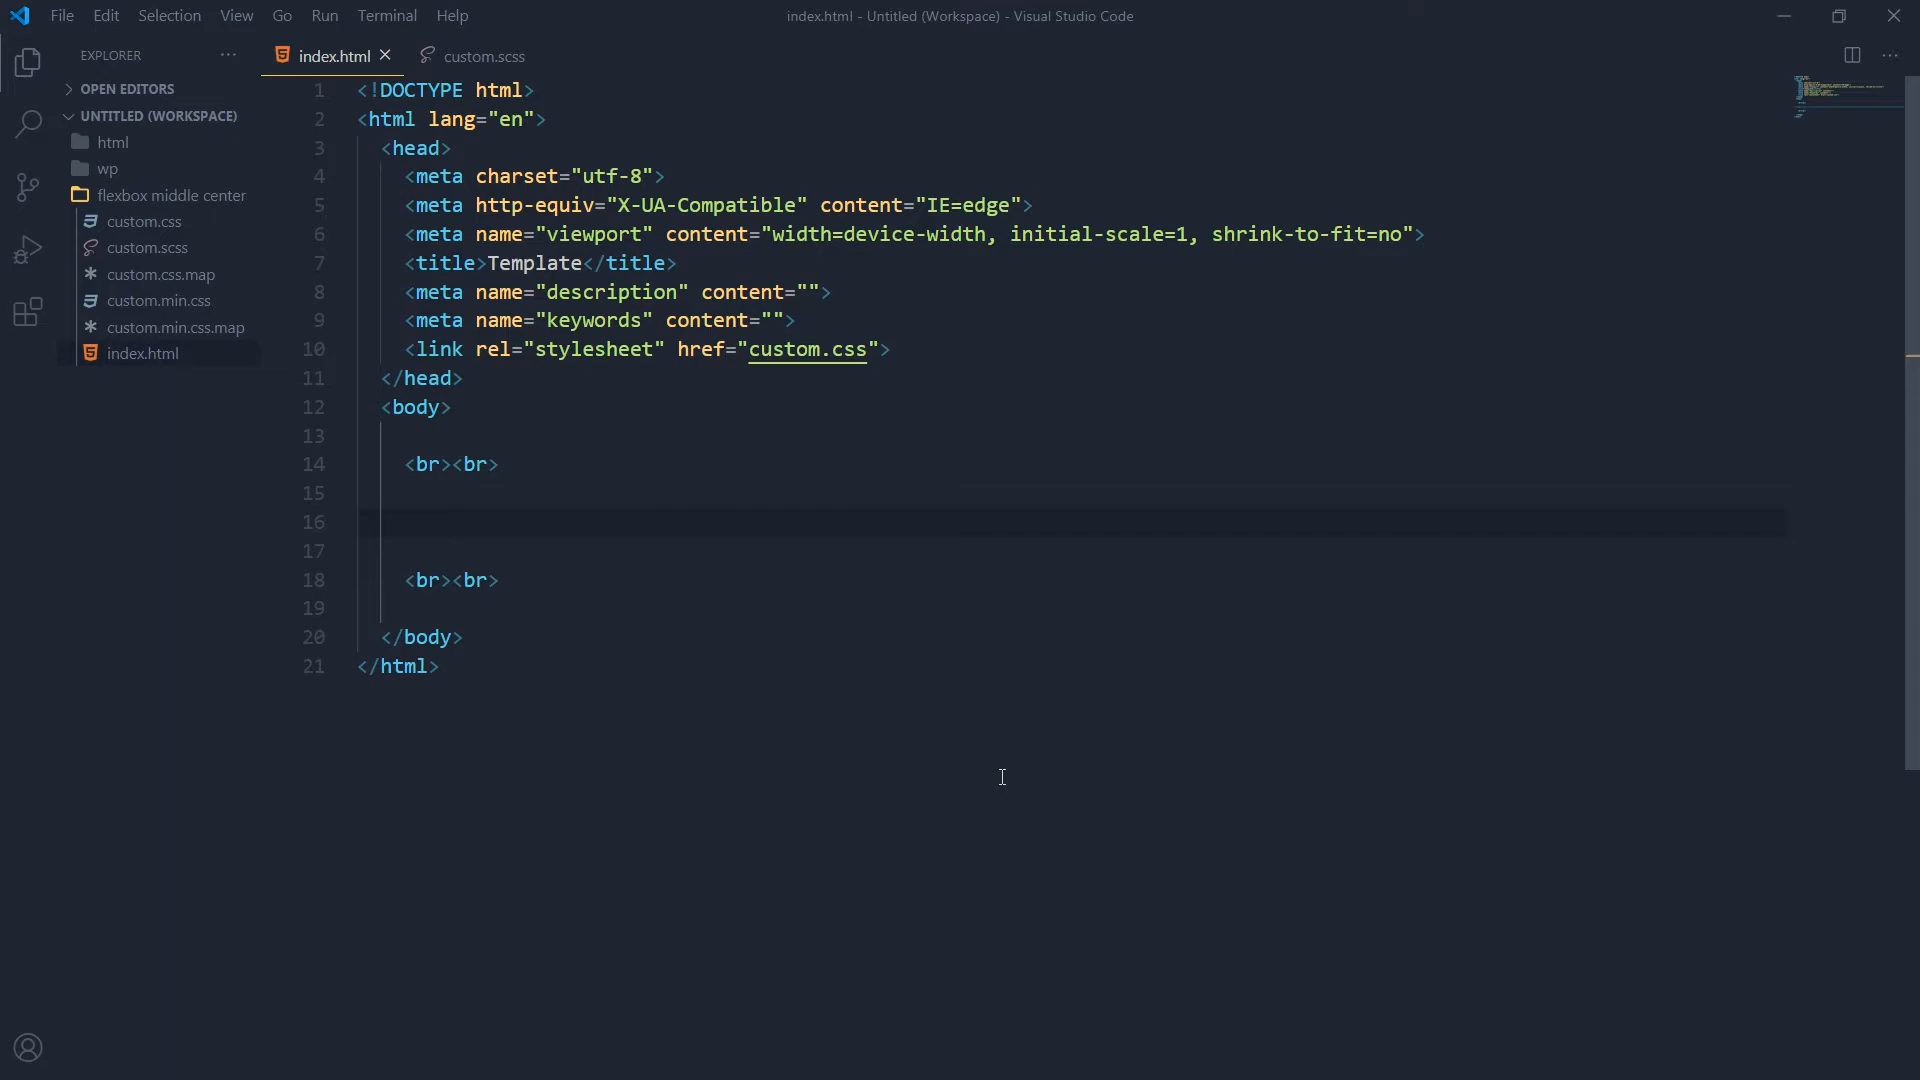 File Edit Selection View Go Run Terminal Help
index.html - Untitled (Workspace) - Visual Studio Code
EXPLORER
OPEN EDITORS
UNTITLED (WORKSPACE)
html
wp
flexbox middle center
custom.css
custom.scss
custom.css.map
custom.min.css
custom.min.css.map
index.html
index.html custom.scss
1 <!DOCTYPE html>
2 <html lang="en">
3 <head>
4 <meta charset="utf-8">
5 <meta http-equiv="X-UA-Compatible" content="IE=edge">
6 <meta name="viewport" content="width=device-width, initial-scale=1, shrink-to-fit=no">
7 <title>Template</title>
8 <meta name="description" content="">
9 <meta name="keywords" content="">
10 <link rel="stylesheet" href="custom.css">
11 </head>
12 <body>
13
14 <br><br>
15
16
17
18 <br><br>
19
20 </body>
21 </html>